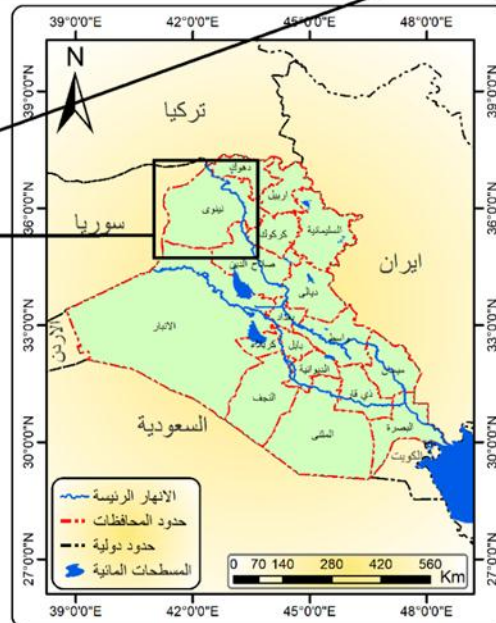 42°0'0"E 45°0'0"E 48°0'0"E
N
39°0'0"N
39°0'0"N
تركيا
دهوك
36°0'0"N
36°0'0"N
سوريا
نينوى
اربيل
السليمانية
كركوك
صلاح الدين
ايران
ديالى
33°0'0"N
33°0'0"N
الاردن
الانبار
بغداد
بابل
الديوانية
ميسان
ذي قار
النجف
السعودية
المثنى
البصرة
30°0'0"N
30°0'0"N
الكويت
الانهار الرئيسة
حدود المحافظات
حدود دولية
المسطحات المائية
27°0'0"N
27°0'0"N
0 70 140 280 420 560
Km
39°0'0"E 42°0'0"E 45°0'0"E 48°0'0"E